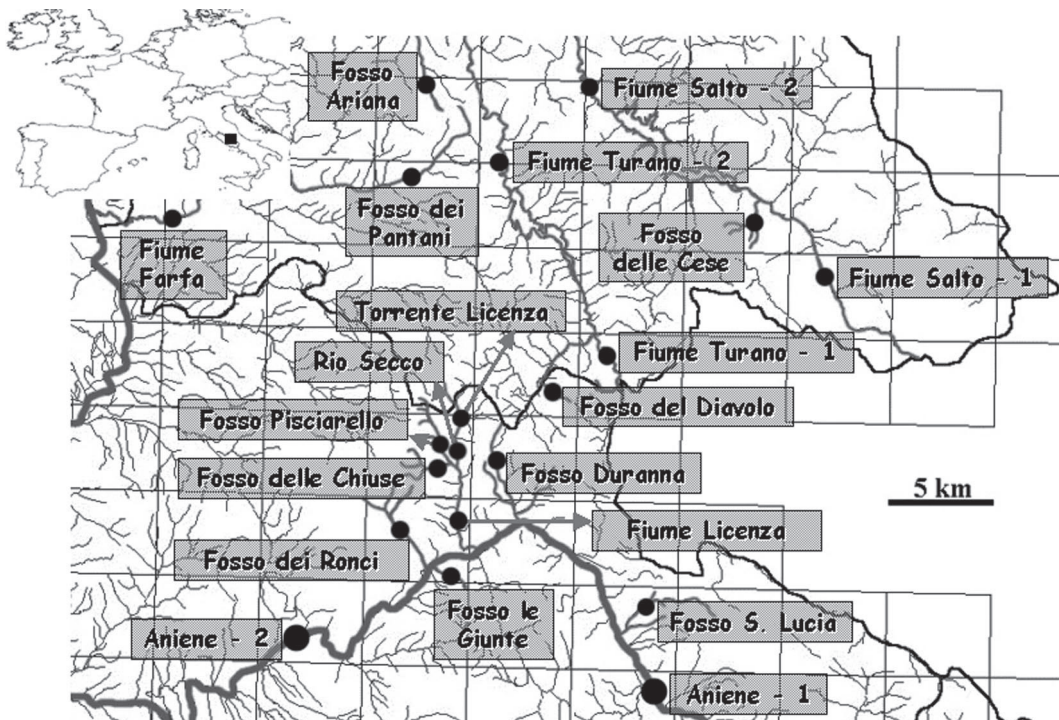 Fosso
Ariana
Fiume Salto - 2
Fiume Turano - 2
Fosso dei
Pantani
Fosso
delle Cese
Fiume
Farfa
Fiume Salto - 1
Torrente Licenza
Rio Secco
Fiume Turano - 1
Fosso del Diavolo
Fosso Pisciarello
Fosso delle Chiuse
Fosso Duranna
5 km
Fiume Licenza
Fosso dei Ronci
Fosso le
Giunte
Fosso S. Lucia
Aniene - 2
Aniene - 1